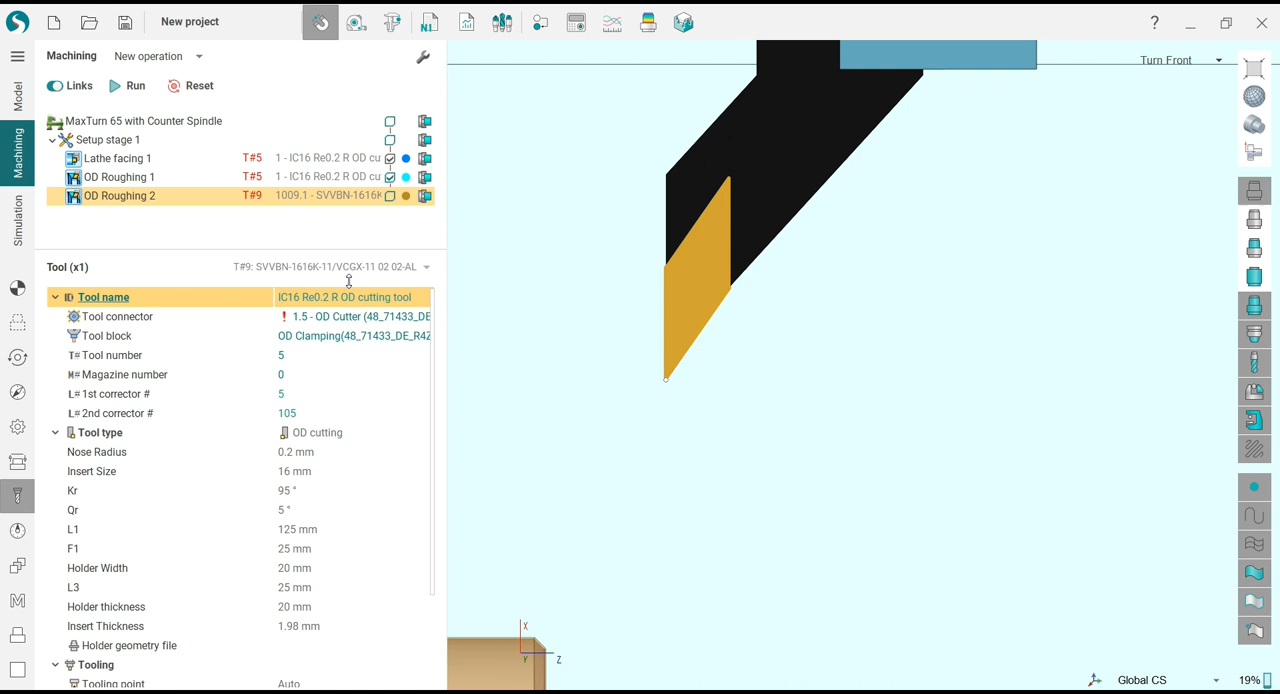 New project
NI
?
Machining New operation
Turn Front
Links Run Reset
Model
Machining
Simulation
MaxTurn 65 with Counter Spindle
Setup stage 1
Lathe facing 1 T#5 1 - IC16 Re0.2 R OD cu
OD Roughing 1 T#5 1 - IC16 Re0.2 R OD cu
OD Roughing 2 T#9 1009.1 - SVVBN-1616K
Tool (x1) T#9: SVVBN-1616K-11/VCGX-11 02 02-AL
ID Tool name IC16 Re0.2 R OD cutting tool
Tool connector ! 1.5 - OD Cutter (48_71433_DE
Tool block OD Clamping(48_71433_DE_R4Z
T# Tool number 5
M# Magazine number 0
L# 1st corrector # 5
L# 2nd corrector # 105
Tool type OD cutting
Nose Radius 0.2 mm
Insert Size 16 mm
Kr 95 °
Qr 5 °
L1 125 mm
F1 25 mm
Holder Width 20 mm
L3 25 mm
Holder thickness 20 mm
Insert Thickness 1.98 mm
Holder geometry file
Tooling
Tooling point Auto
X
Y
Z
Global CS 19%